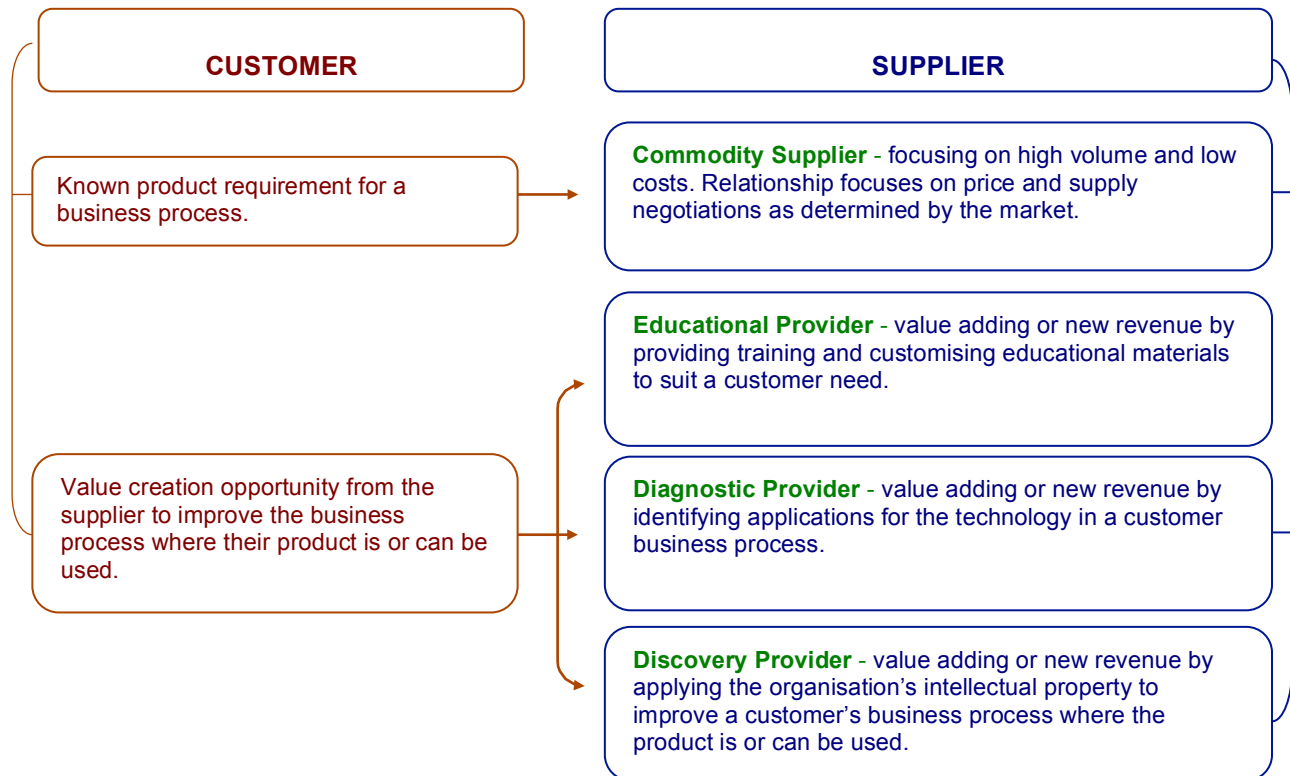 CUSTOMER
SUPPLIER
Known product requirement for a
business process.
Commodity Supplier - focusing on high volume and low
costs. Relationship focuses on price and supply
negotiations as determined by the market.
Educational Provider - value adding or new revenue by
providing training and customising educational materials
to suit a customer need.
Value creation opportunity from the
supplier to improve the business
process where their product is or can be
used.
Diagnostic Provider - value adding or new revenue by
identifying applications for the technology in a customer
business process.
Discovery Provider - value adding or new revenue by
applying the organisation’s intellectual property to
improve a customer’s business process where the
product is or can be used.